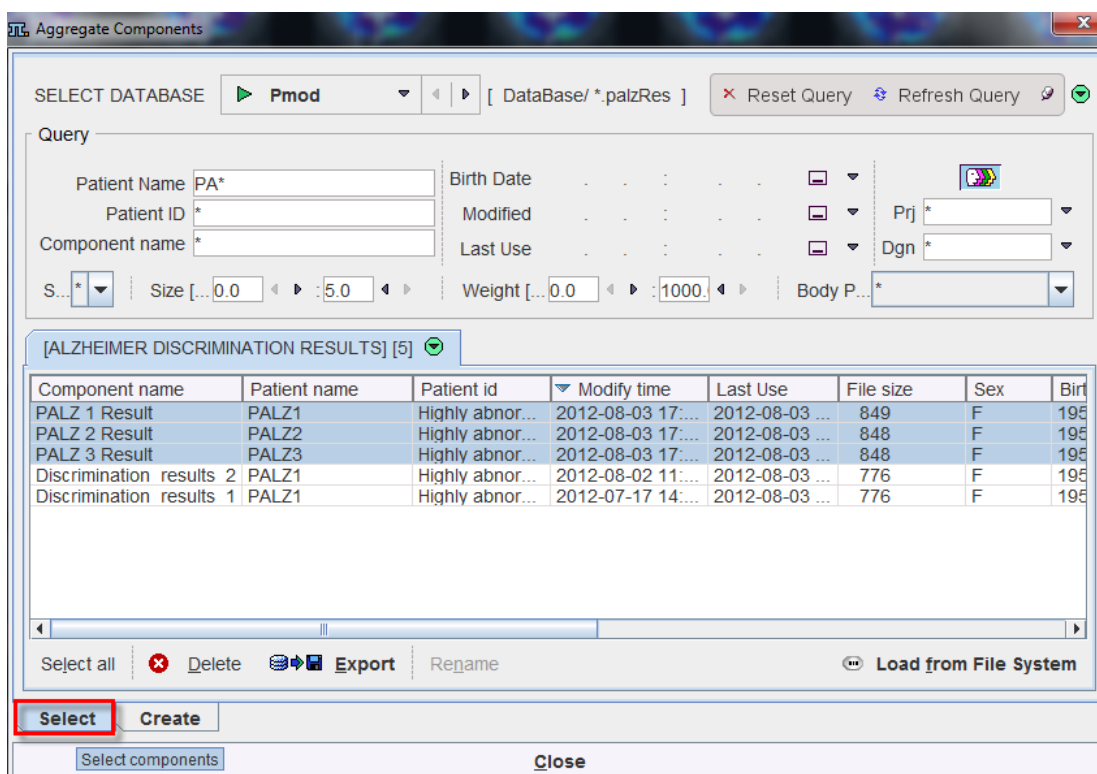 Aggregate Components
SELECT DATABASE Pmod [ DataBase/ *.palzRes ] Reset Query Refresh Query
Query
Patient Name PA* Birth Date . . : . .
Patient ID * Modified . . : . . Prj *
Component name * Last Use . . : . . Dgn *
S... * Size [... 0.0 : 5.0 Weight [... 0.0 : 1000. Body P... *
[ALZHEIMER DISCRIMINATION RESULTS] [5]
Component name Patient name Patient id Modify time Last Use File size Sex Birt
PALZ 1 Result PALZ1 Highly abnor... 2012-08-03 17:... 2012-08-03 ... 849 F 195
PALZ 2 Result PALZ2 Highly abnor... 2012-08-03 17:... 2012-08-03 ... 848 F 195
PALZ 3 Result PALZ3 Highly abnor... 2012-08-03 17:... 2012-08-03 ... 848 F 195
Discrimination results 2 PALZ1 Highly abnor... 2012-08-02 11:... 2012-08-03 ... 776 F 195
Discrimination results 1 PALZ1 Highly abnor... 2012-07-17 14:... 2012-08-03 ... 776 F 195
Select all Delete Export Rename Load from File System
Select Create
Select components Close